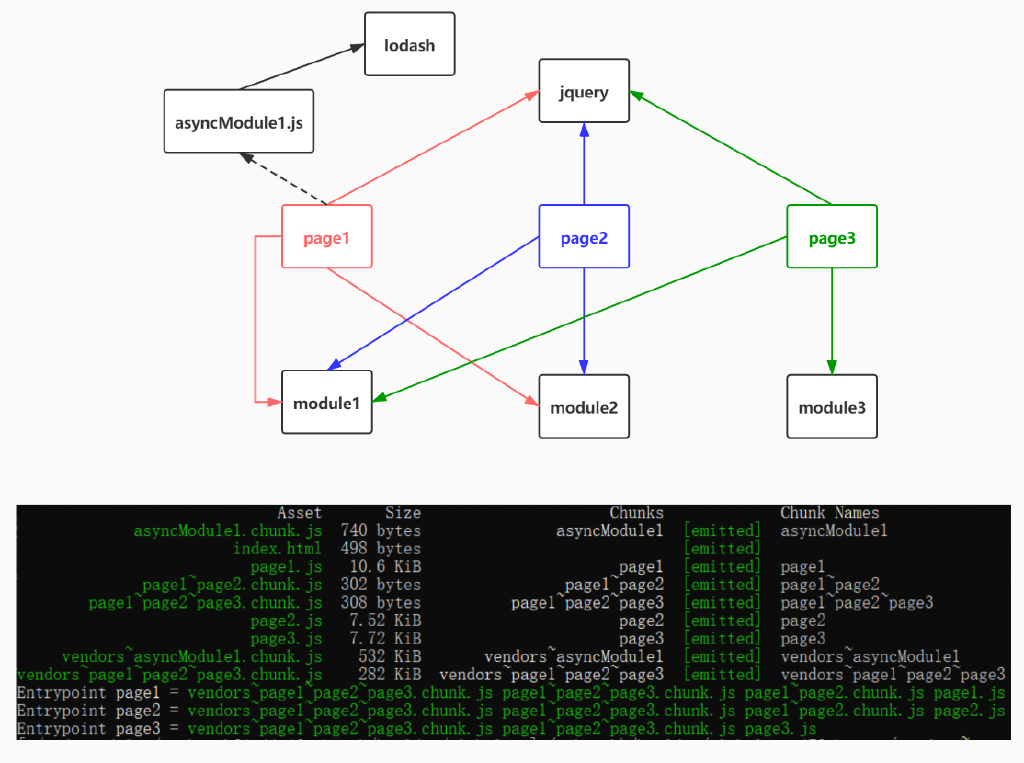 lodash
jquery
asyncModule1.js
page1
page2
page3
module1
module2
module3
Asset Size Chunks Chunk Names
asyncModule1.chunk.js 740 bytes asyncModule1 [emitted] asyncModule1
index.html 498 bytes [emitted]
page1.js 10.6 KiB page1 [emitted] page1
page1~page2.chunk.js 302 bytes page1~page2 [emitted] page1~page2
page1~page2~page3.chunk.js 308 bytes page1~page2~page3 [emitted] page1~page2~page3
page2.js 7.52 KiB page2 [emitted] page2
page3.js 7.72 KiB page3 [emitted] page3
vendors~asyncModule1.chunk.js 532 KiB vendors~asyncModule1 [emitted] vendors~asyncModule1
vendors~page1~page2~page3.chunk.js 282 KiB vendors~page1~page2~page3 [emitted] vendors~page1~page2~page3
Entrypoint page1 = vendors~page1~page2~page3.chunk.js page1~page2~page3.chunk.js page1~page2.chunk.js page1.js
Entrypoint page2 = vendors~page1~page2~page3.chunk.js page1~page2~page3.chunk.js page1~page2.chunk.js page2.js
Entrypoint page3 = vendors~page1~page2~page3.chunk.js page1~page2~page3.chunk.js page3.js